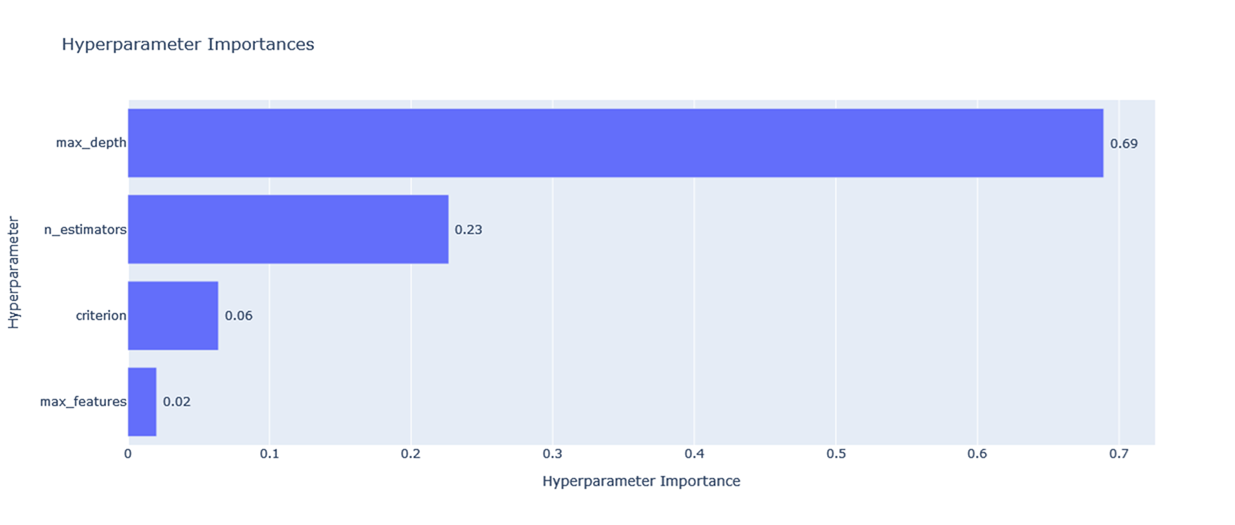 Hyperparameter Importances
Hyperparameter
max_depth
0.69
n_estimators
0.23
criterion
0.06
max_features
0.02
0 0.1 0.2 0.3 0.4 0.5 0.6 0.7
Hyperparameter Importance